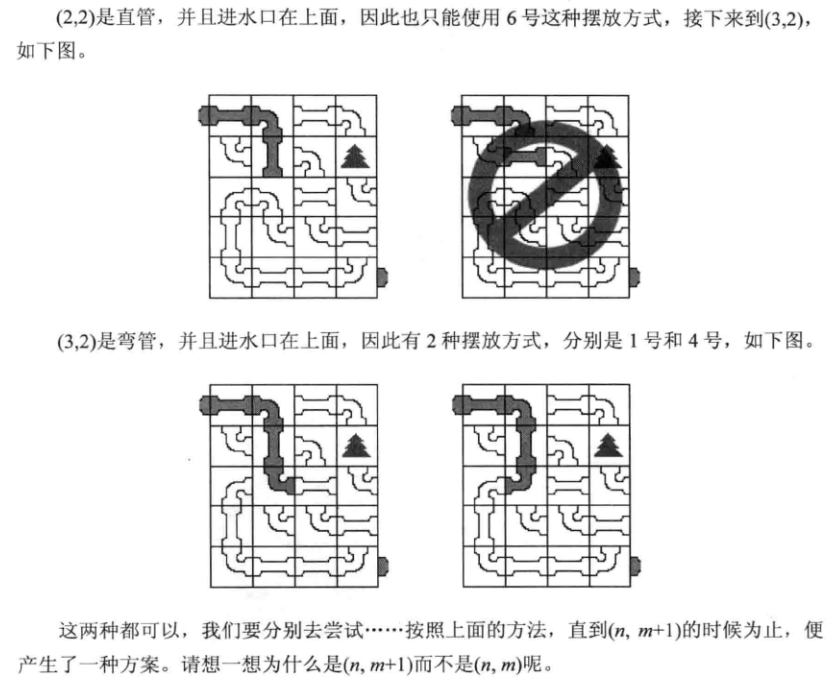 (2,2)是直管，并且进水口在上面，因此也只能使用 6 号这种摆放方式，接下来到(3,2)，
如下图。
(3,2)是弯管，并且进水口在上面，因此有 2 种摆放方式，分别是 1 号和 4 号，如下图。
这两种都可以，我们要分别去尝试……按照上面的方法，直到(n, m+1)的时候为止，便
产生了一种方案。请想一想为什么是(n, m+1)而不是(n, m)呢。